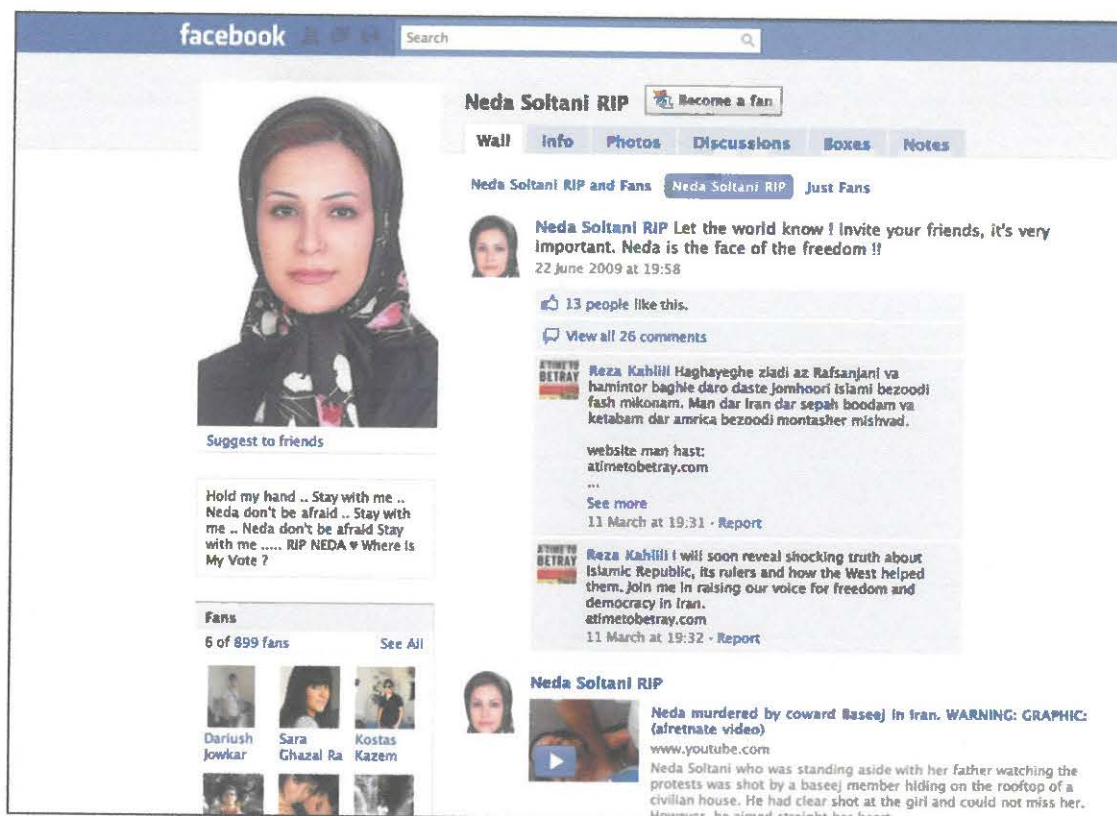 facebook
Search
Neda Soltani RIP
Become a fan
Wall Info Photos Discussions Boxes Notes
Neda Soltani RIP and Fans Neda Soltani RIP Just Fans
Neda Soltani RIP Let the world know ! Invite your friends, it's very
important. Neda is the face of the freedom !!
22 June 2009 at 19:58
13 people like this.
View all 26 comments
A TIME TO
BETRAY
Reza Kahlili Haghayeghe ziadi az Rafsanjani va
hamintor baghie daro daste Jomhoori islami bezoodi
fash mikonam. Man dar Iran dar sepah boodam va
ketabam dar amrica bezoodi montasher mishvad.
website man hast:
atimetobetray.com
...
See more
11 March at 19:31 · Report
A TIME TO
BETRAY
Reza Kahlili I will soon reveal shocking truth about
Islamic Republic, its rulers and how the West helped
them. Join me in raising our voice for freedom and
democracy in Iran.
atimetobetray.com
11 March at 19:32 · Report
Neda Soltani RIP
Neda murdered by coward Baseej in Iran. WARNING: GRAPHIC:
(afretnate video)
www.youtube.com
Neda Soltani who was standing aside with her father watching the
protests was shot by a baseej member hiding on the rooftop of a
civilian house. He had clear shot at the girl and could not miss her.
However, he aimed straight her heart.
Suggest to friends
Hold my hand .. Stay with me ..
Neda don't be afraid .. Stay with
me .. Neda don't be afraid Stay
with me ..... RIP NEDA ♥ Where is
My Vote ?
Fans
6 of 899 fans See All
Dariush
Jowkar
Sara
Ghazal Ra
Kostas
Kazem